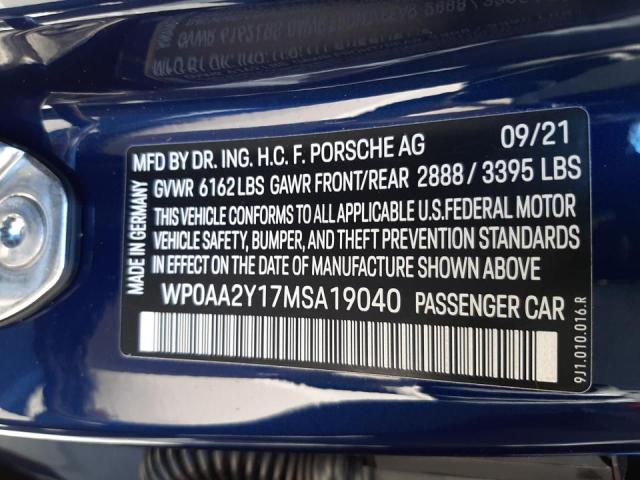 MFD BY DR. ING. H.C. F. PORSCHE AG 09/21
GVWR 6162 LBS GAWR FRONT/REAR 2888 / 3395 LBS
THIS VEHICLE CONFORMS TO ALL APPLICABLE U.S.FEDERAL MOTOR
VEHICLE SAFETY, BUMPER, AND THEFT PREVENTION STANDARDS
IN EFFECT ON THE DATE OF MANUFACTURE SHOWN ABOVE
WP0AA2Y17MSA19040 PASSENGER CAR
MADE IN GERMANY
9J1.010.016.R